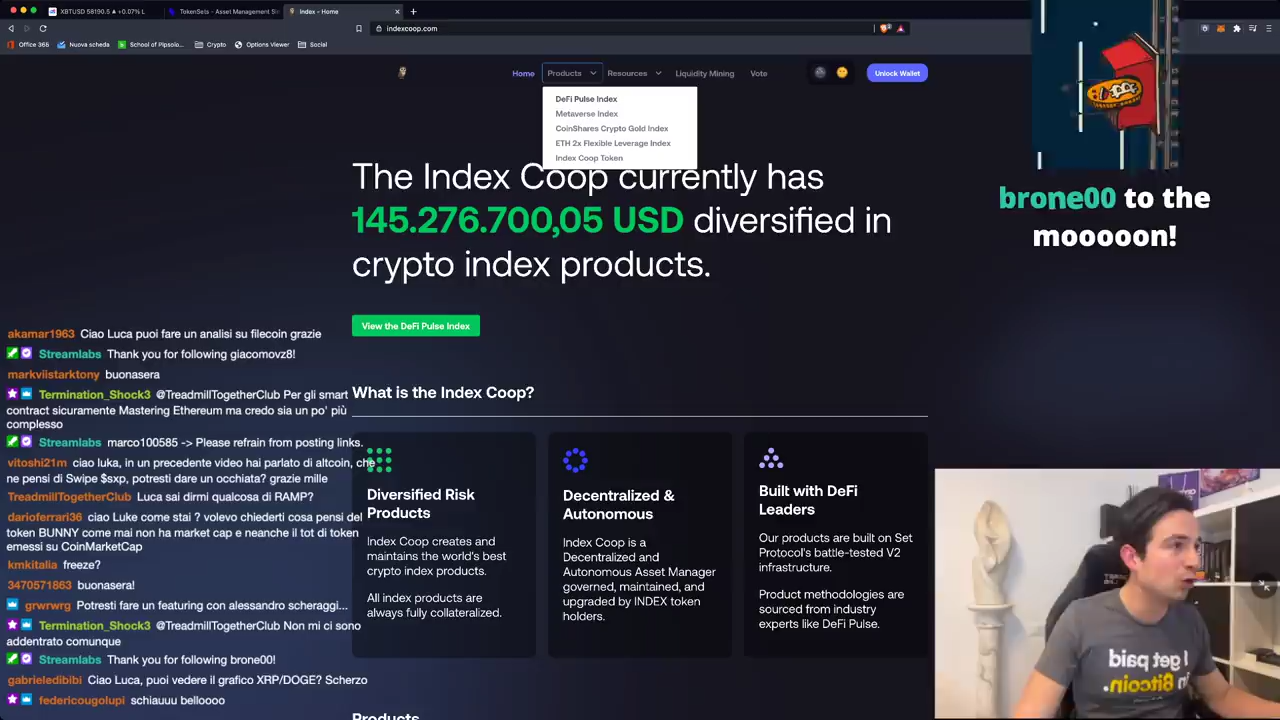 XBTUSD 58190.5 ▲ +0.07% L
TokenSets - Asset Management St
Index - Home
indexcoop.com
Office 365
Nuova scheda
School of Pipsolo...
Crypto
Options Viewer
Social
Home
Products
Resources
Liquidity Mining
Vote
Unlock Wallet
DeFi Pulse Index
Metaverse Index
CoinShares Crypto Gold Index
ETH 2x Flexible Leverage Index
Index Coop Token
The Index Coop currently has
145.276.700,05 USD diversified in
crypto index products.
View the DeFi Pulse Index
brone00 to the
mooooon!
akamar1963 Ciao Luca puoi fare un analisi su filecoin grazie
Streamlabs Thank you for following giacomovz8!
markviistarktony buonasera
Termination_Shock3 @TreadmillTogetherClub Per gli smart
contract sicuramente Mastering Ethereum ma credo sia un po' più
complesso
Streamlabs marco100585 -> Please refrain from posting links.
vitoshi21m ciao luka, in un precedente video hai parlato di altcoin, che
ne pensi di Swipe $sxp, potresti dare un occhiata? grazie mille
TreadmillTogetherClub Luca sai dirmi qualcosa di RAMP?
darioferrari36 ciao Luke come stai ? volevo chiederti cosa pensi del
token BUNNY come mai non ha market cap e neanche il tot di token
emessi su CoinMarketCap
kmkitalia freeze?
3470571863 buonasera!
grwrwrg Potresti fare un featuring con alessandro scheraggi...
Termination_Shock3 @TreadmillTogetherClub Non mi ci sono
addentrato comunque
Streamlabs Thank you for following brone00!
gabrieledibibi Ciao Luca, puoi vedere il grafico XRP/DOGE? Scherzo
federicougolupi schiauuu belloooo
What is the Index Coop?
Diversified Risk
Products
Index Coop creates and
maintains the world's best
crypto index products.
All index products are
always fully collateralized.
Decentralized &
Autonomous
Index Coop is a
Decentralized and
Autonomous Asset Manager
governed, maintained, and
upgraded by INDEX token
holders.
Built with DeFi
Leaders
Our products are built on Set
Protocol's battle-tested V2
infrastructure.
Product methodologies are
sourced from industry
experts like DeFi Pulse.
Products
I get paid
in Bitcoin.